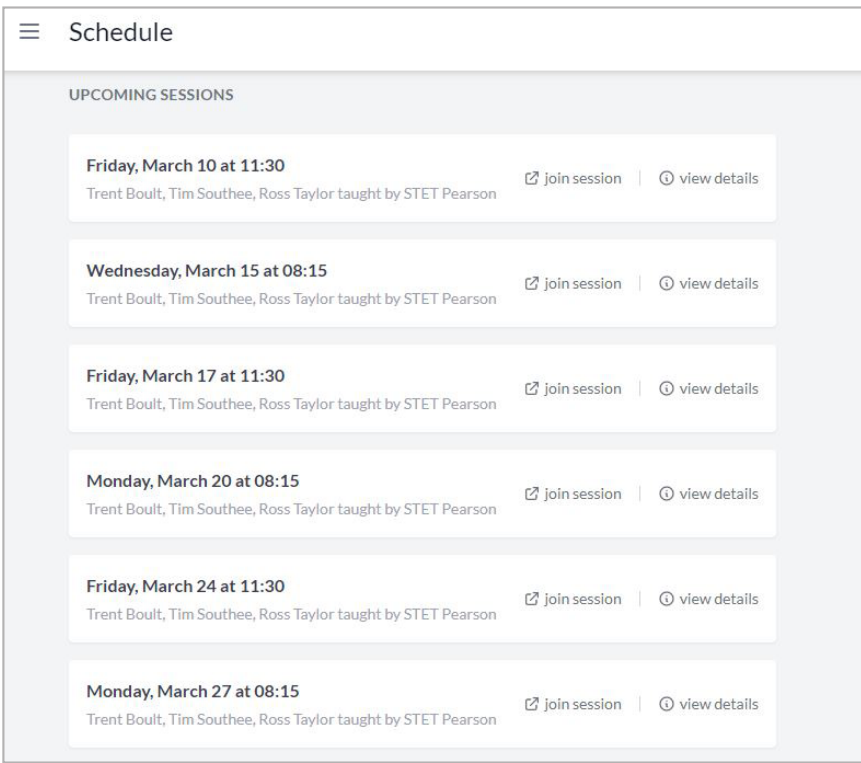 Schedule
UPCOMING SESSIONS
Friday, March 10 at 11:30
Trent Boult, Tim Southee, Ross Taylor taught by STET Pearson
join session | view details
Wednesday, March 15 at 08:15
Trent Boult, Tim Southee, Ross Taylor taught by STET Pearson
join session | view details
Friday, March 17 at 11:30
Trent Boult, Tim Southee, Ross Taylor taught by STET Pearson
join session | view details
Monday, March 20 at 08:15
Trent Boult, Tim Southee, Ross Taylor taught by STET Pearson
join session | view details
Friday, March 24 at 11:30
Trent Boult, Tim Southee, Ross Taylor taught by STET Pearson
join session | view details
Monday, March 27 at 08:15
Trent Boult, Tim Southee, Ross Taylor taught by STET Pearson
join session | view details